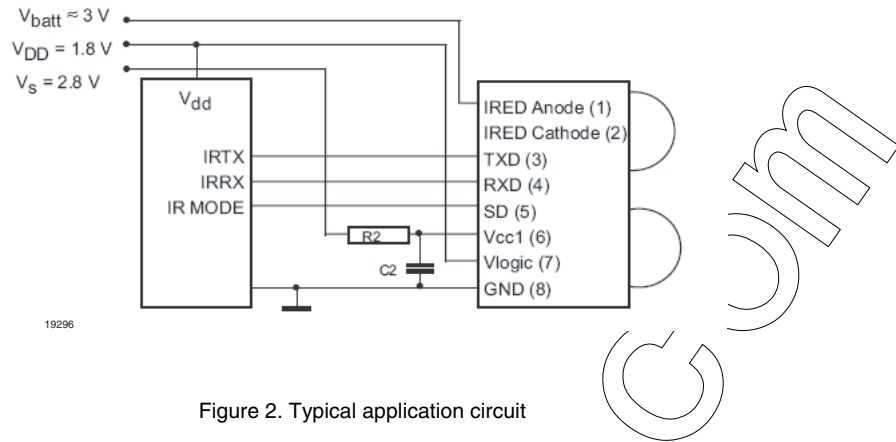 Vbatt ≈ 3 V
VDD = 1.8 V
Vs = 2.8 V
Vdd
IRTX
IRRX
IR MODE
R2
C2
IRED Anode (1)
IRED Cathode (2)
TXD (3)
RXD (4)
SD (5)
Vcc1 (6)
Vlogic (7)
GND (8)
19296
Figure 2. Typical application circuit
com